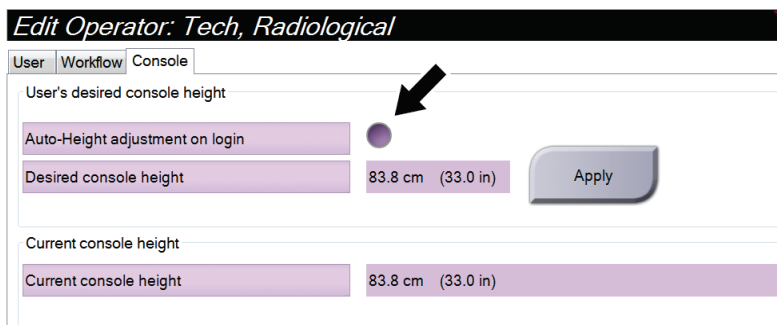 Edit Operator: Tech, Radiological
User Workflow Console
User's desired console height
Auto-Height adjustment on login
Desired console height 83.8 cm (33.0 in) Apply
Current console height
Current console height 83.8 cm (33.0 in)